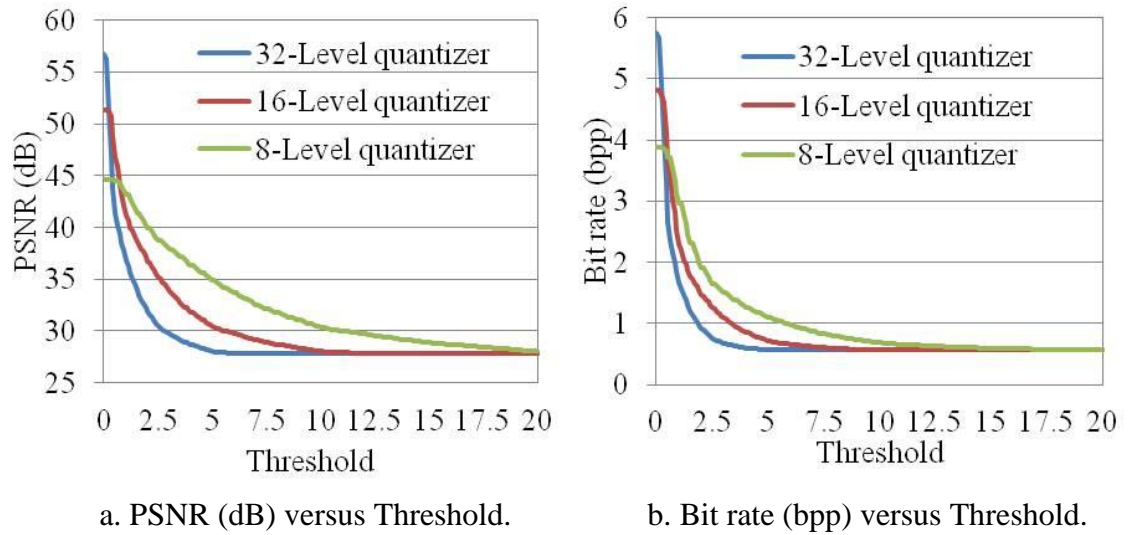 60
55
50
45
40
35
30
25
PSNR (dB)
32-Level quantizer
16-Level quantizer
8-Level quantizer
0 2.5 5 7.5 10 12.5 15 17.5 20
Threshold
a. PSNR (dB) versus Threshold.
6
5
4
3
2
1
0
Bit rate (bpp)
32-Level quantizer
16-Level quantizer
8-Level quantizer
0 2.5 5 7.5 10 12.5 15 17.5 20
Threshold
b. Bit rate (bpp) versus Threshold.